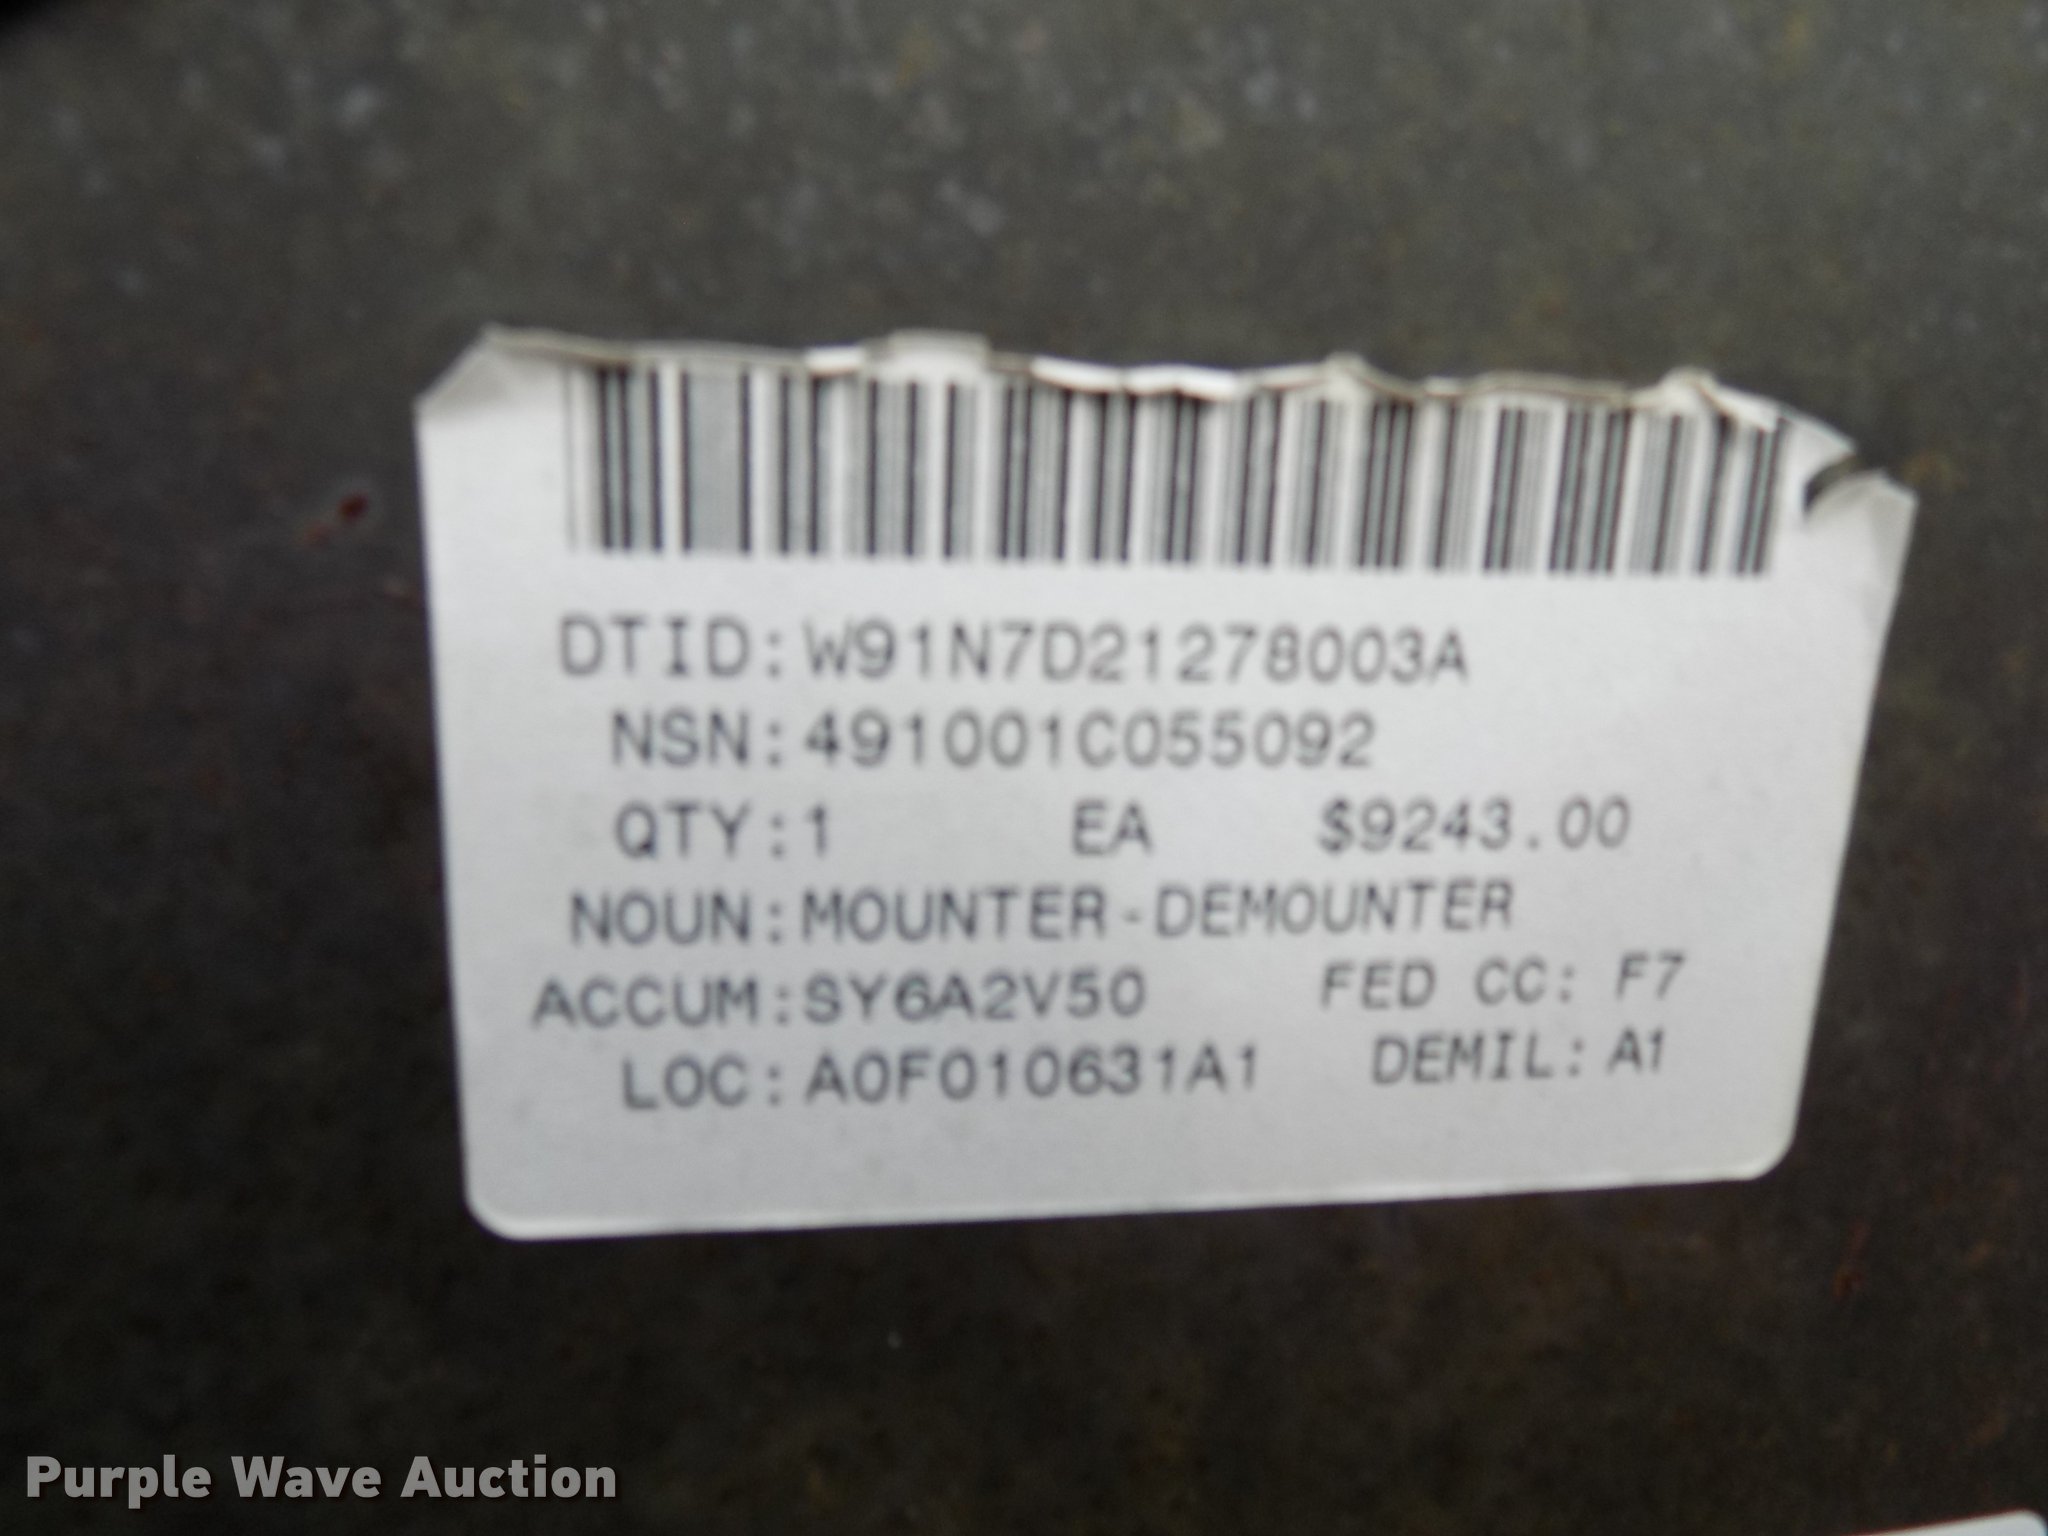 DTID:W91N7D21278003A
NSN:491001C055092
QTY:1 EA $9243.00
NOUN:MOUNTER-DEMOUNTER
ACCUM:SY6A2V50 FED CC: F7
LOC:A0F010631A1 DEMIL:A1
Purple Wave Auction